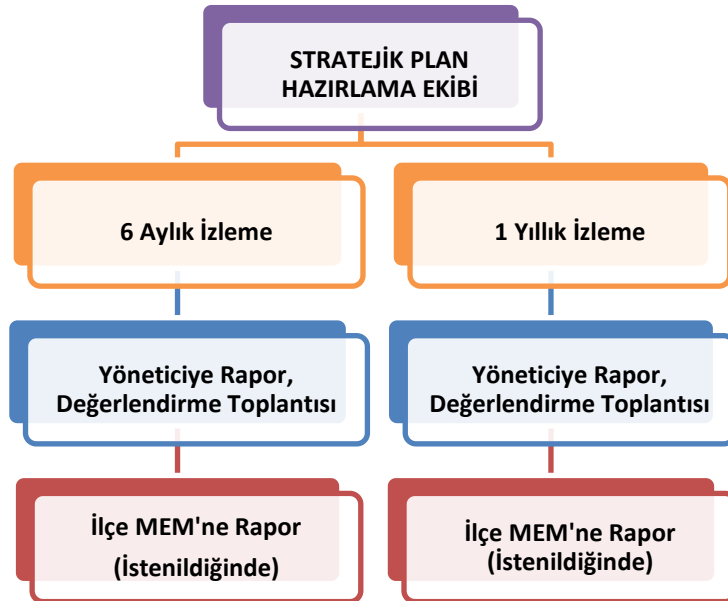 STRATEJİK PLAN
HAZIRLAMA EKİBİ
6 Aylık İzleme
1 Yıllık İzleme
Yöneticiye Rapor,
Değerlendirme Toplantısı
Yöneticiye Rapor,
Değerlendirme Toplantısı
İlçe MEM'ne Rapor
(İstenildiğinde)
İlçe MEM'ne Rapor
(İstenildiğinde)